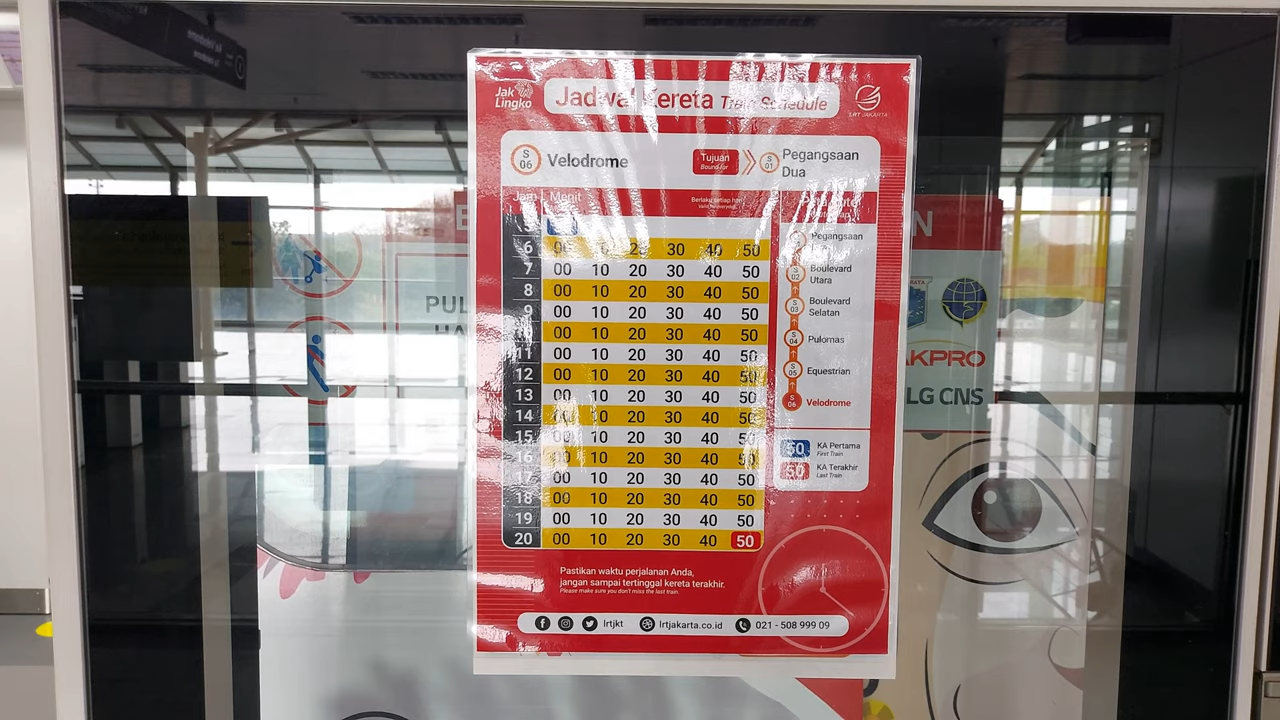 Jak
Lingko
Jadwal Kereta Train Schedule
LRT JAKARTA
S
06
Velodrome
Tujuan
Bound for
S
01
Pegangsaan
Dua
Jam
Menit
Berlaku setiap hari
5
6 00 20 30 40 50
7 00 10 20 30 40 50
8 00 10 20 30 40 50
9 00 10 20 30 40 50
10 00 10 20 30 40 50
11 00 10 20 30 40 50
12 00 10 20 30 40 50
13 00 10 20 30 40 50
14 00 10 20 30 40 50
15 00 10 20 30 40 50
16 00 10 20 30 40 50
17 00 10 20 30 40 50
18 00 10 20 30 40 50
19 00 10 20 30 40 50
20 00 10 20 30 40 50
Pegangsaan
S
02
Boulevard
Utara
S
03
Boulevard
Selatan
S
04
Pulomas
S
05
Equestrian
S
06
Velodrome
50
KA Pertama
First Train
50
KA Terakhir
Last Train
Pastikan waktu perjalanan Anda,
jangan sampai tertinggal kereta terakhir.
Please make sure you don't miss the last train.
lrtjkt
lrtjakarta.co.id
021 - 508 999 09
AKPRO
LG CNS
PUL